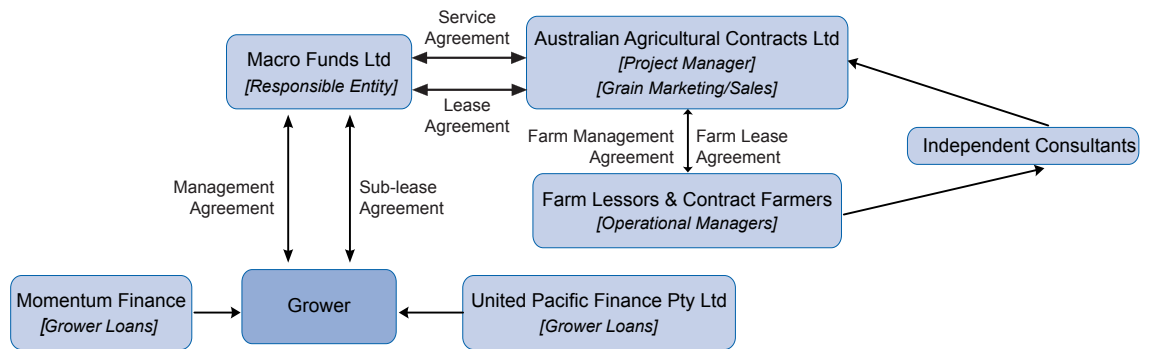 Service
Agreement
Macro Funds Ltd
[Responsible Entity]
Australian Agricultural Contracts Ltd
[Project Manager]
[Grain Marketing/Sales]
Lease
Agreement
Farm Management
Agreement
Farm Lease
Agreement
Independent Consultants
Management
Agreement
Sub-lease
Agreement
Farm Lessors & Contract Farmers
[Operational Managers]
Momentum Finance
[Grower Loans]
Grower
United Pacific Finance Pty Ltd
[Grower Loans]